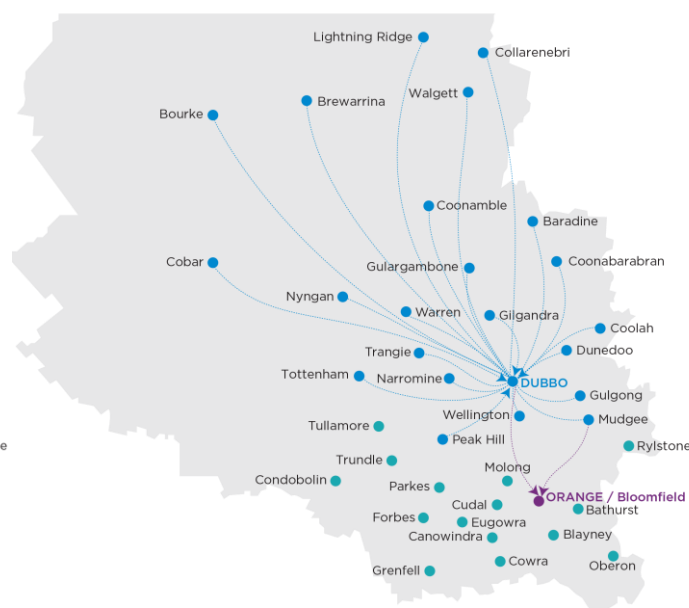 Lightning Ridge
Collarenebri
Walgett
Brewarrina
Bourke
Coonamble
Baradine
Cobar
Gulargambone
Coonabarabran
Nyngan
Warren
Gilgandra
Coolah
Trangie
Dunedoo
Tottenham
Narromine
DUBBO
Gulgong
Wellington
Mudgee
Tullamore
Peak Hill
e
Rylstone
Trundle
Molong
Condobolin
Parkes
ORANGE / Bloomfield
Cudal
Bathurst
Forbes
Eugowra
Canowindra
Blayney
Cowra
Oberon
Grenfell